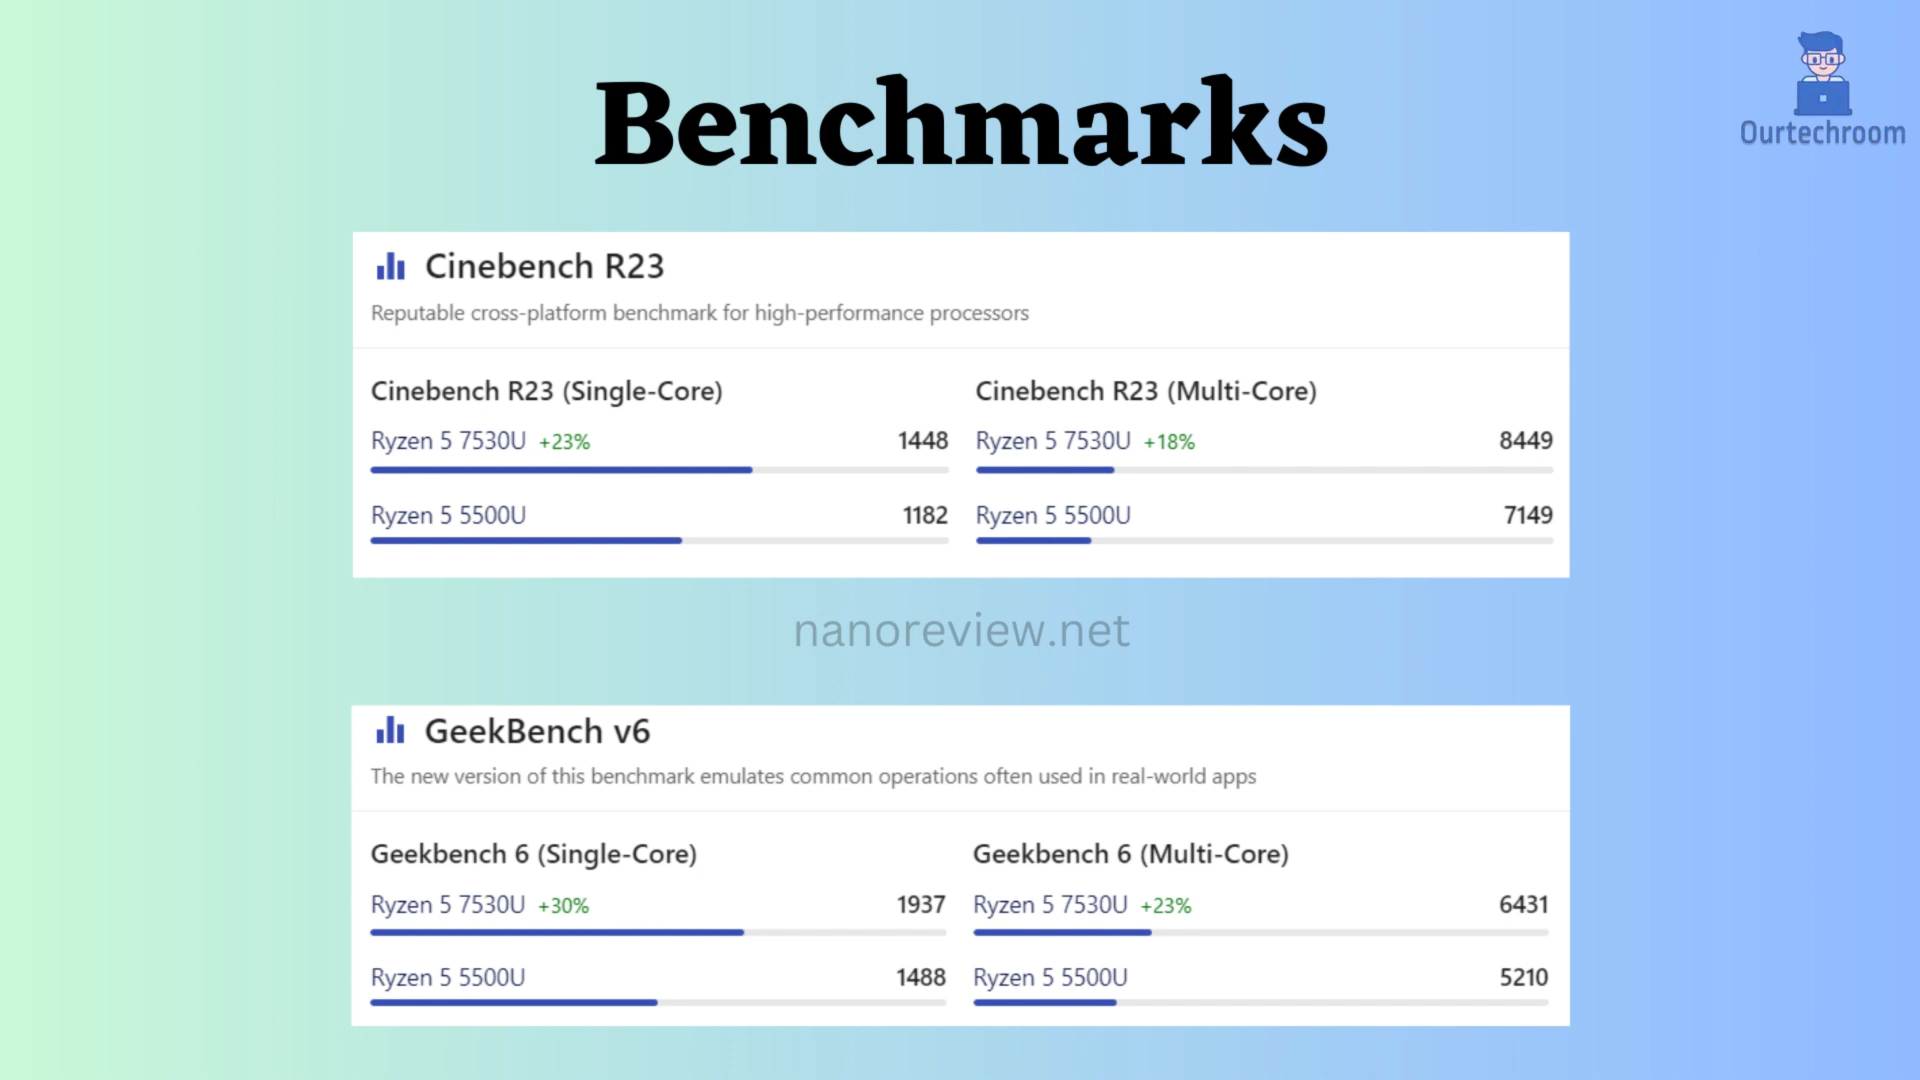 Benchmarks
Ourtechroom
Cinebench R23
Reputable cross-platform benchmark for high-performance processors
Cinebench R23 (Single-Core)
Ryzen 5 7530U +23% 1448
Ryzen 5 5500U 1182
Cinebench R23 (Multi-Core)
Ryzen 5 7530U +18% 8449
Ryzen 5 5500U 7149
nanoreview.net
GeekBench v6
The new version of this benchmark emulates common operations often used in real-world apps
Geekbench 6 (Single-Core)
Ryzen 5 7530U +30% 1937
Ryzen 5 5500U 1488
Geekbench 6 (Multi-Core)
Ryzen 5 7530U +23% 6431
Ryzen 5 5500U 5210